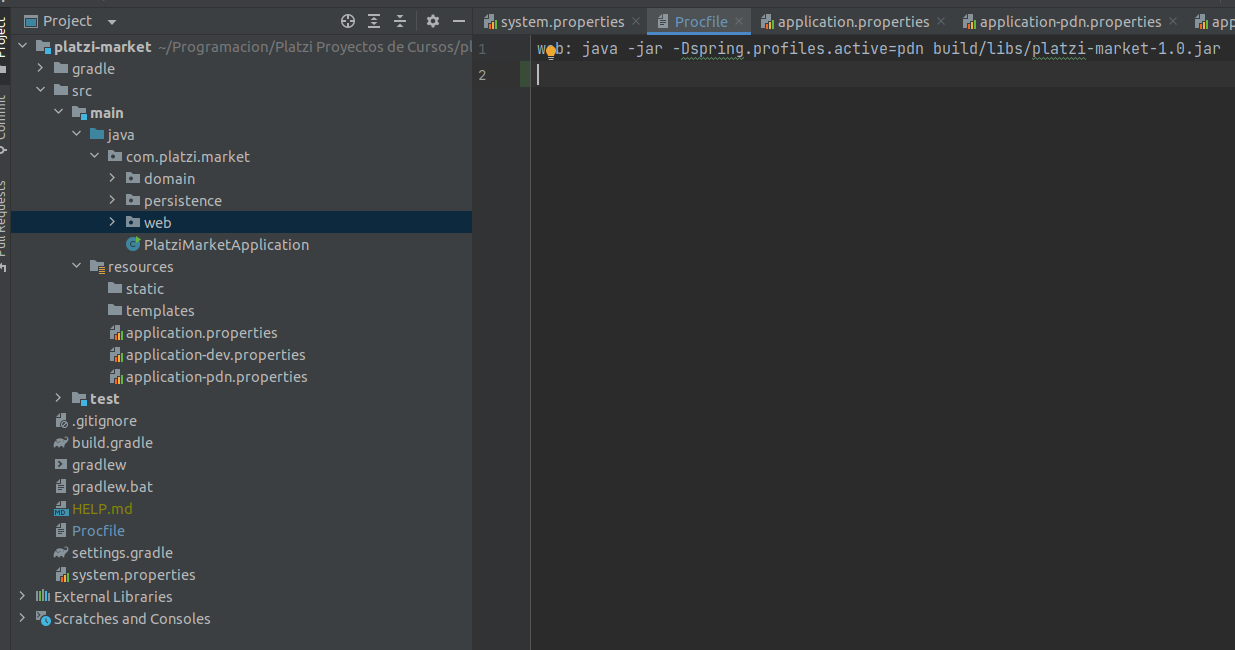 Project
system.properties
Procfile
application.properties
application-pdn.properties
app
Project
Commit
Pull Requests
platzi-market ~/Programacion/Platzi Proyectos de Cursos/pl
gradle
src
main
java
com.platzi.market
domain
persistence
web
PlatziMarketApplication
resources
static
templates
application.properties
application-dev.properties
application-pdn.properties
test
.gitignore
build.gradle
gradlew
gradlew.bat
HELP.md
Procfile
settings.gradle
system.properties
External Libraries
Scratches and Consoles
1 web: java -jar -Dspring.profiles.active=pdn build/libs/platzi-market-1.0.jar
2